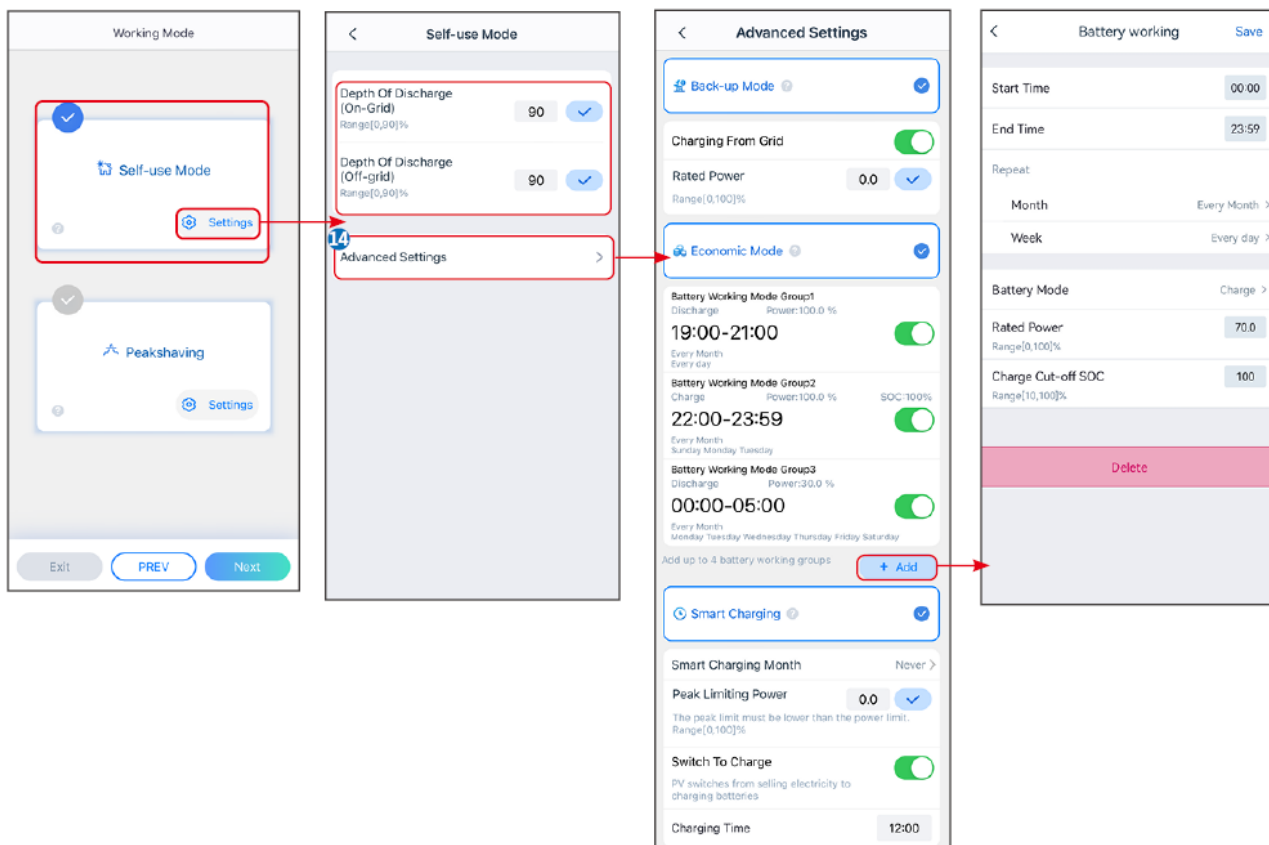 Working Mode
Self-use Mode
Settings
Peakshaving
Settings
Exit
PREV
Next
Self-use Mode
Depth Of Discharge
(On-Grid)
90
Range[0,90]%
Depth Of Discharge
(Off-grid)
90
Range[0,90]%
14
Advanced Settings
Advanced Settings
Back-up Mode
Charging From Grid
Rated Power
0.0
Range[0,100]%
Economic Mode
Battery Working Mode Group1
Discharge Power:100.0 %
19:00-21:00
Every Month
Every day
Battery Working Mode Group2
Charge Power:100.0 % SOC:100%
22:00-23:59
Every Month
Sunday Monday Tuesday
Battery Working Mode Group3
Discharge Power:30.0 %
00:00-05:00
Every Month
Monday Tuesday Wednesday Thursday Friday Saturday
Add up to 4 battery working groups
+ Add
Smart Charging
Smart Charging Month Never
Peak Limiting Power
0.0
The peak limit must be lower than the power limit.
Range[0,100]%
Switch To Charge
PV switches from selling electricity to
charging batteries
Charging Time 12:00
Battery working Save
Start Time 00:00
End Time 23:59
Repeat
Month Every Month
Week Every day
Battery Mode Charge
Rated Power 70.0
Range[0,100]%
Charge Cut-off SOC 100
Range[10,100]%
Delete